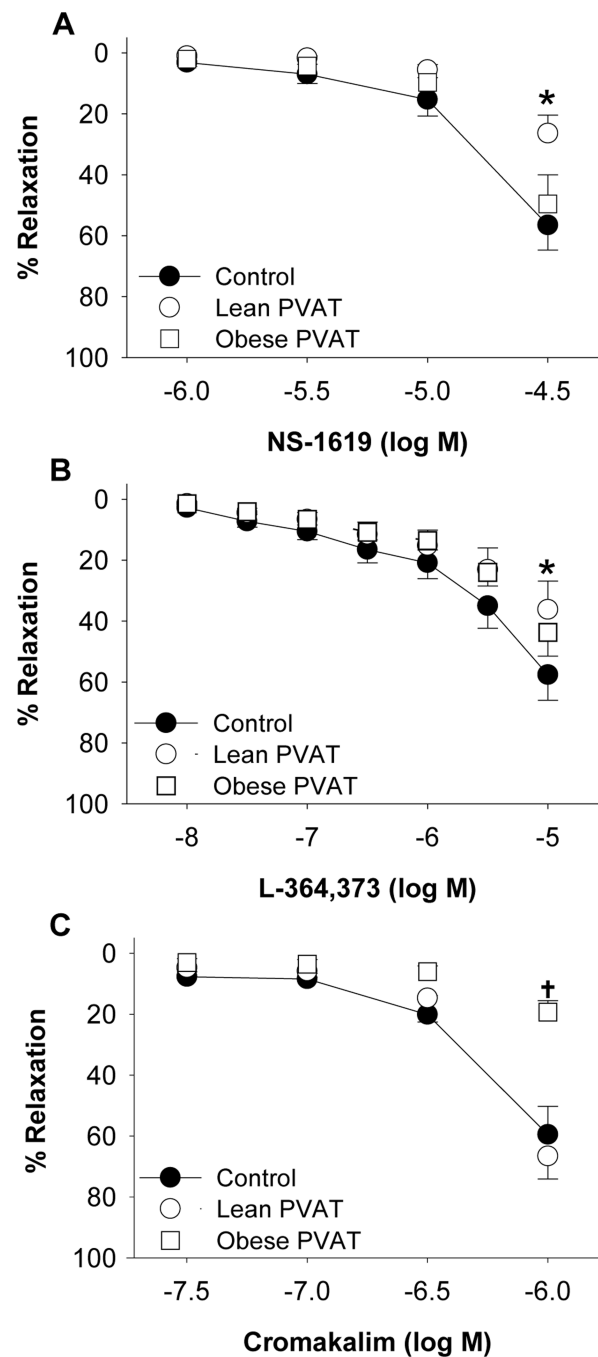 A
0
20
40
60
80
100
% Relaxation
*
Control
Lean PVAT
Obese PVAT
-6.0 -5.5 -5.0 -4.5
NS-1619 (log M)
B
0
20
40
60
80
100
% Relaxation
*
Control
Lean PVAT
Obese PVAT
-8 -7 -6 -5
L-364,373 (log M)
C
0
20
40
60
80
100
% Relaxation
†
Control
Lean PVAT
Obese PVAT
-7.5 -7.0 -6.5 -6.0
Cromakalim (log M)